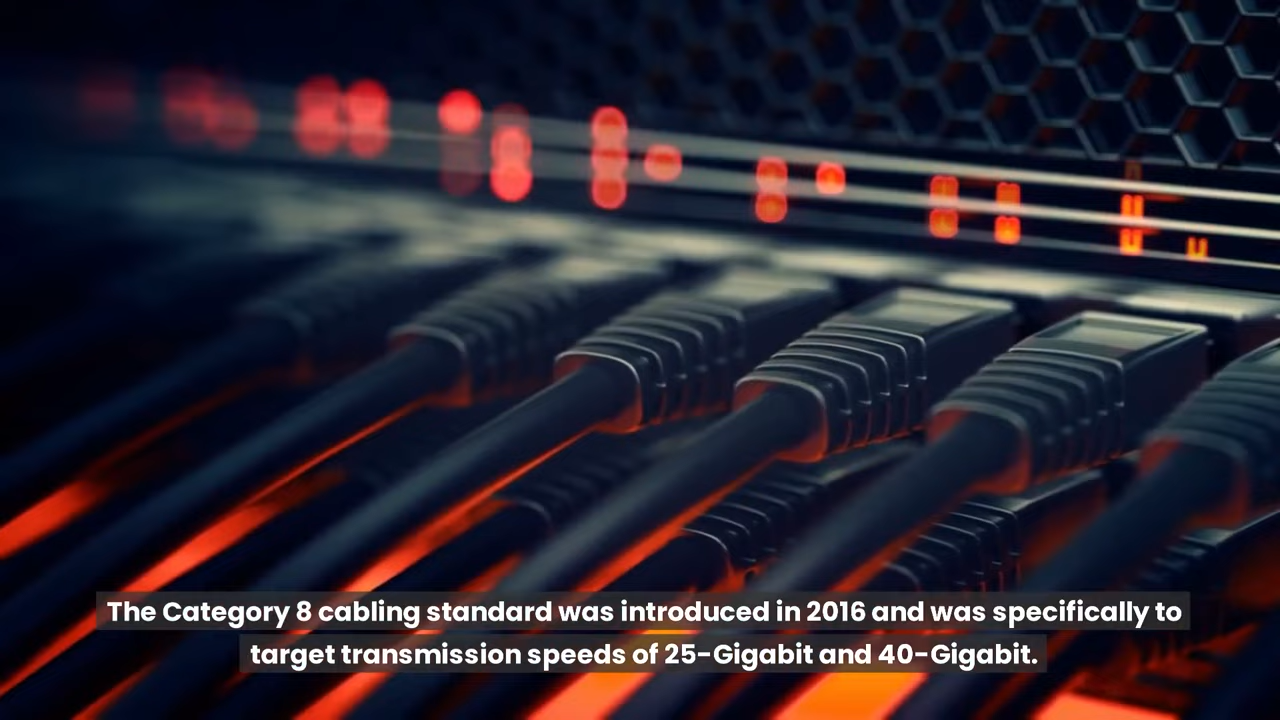 The Category 8 cabling standard was introduced in 2016 and was specifically to
target transmission speeds of 25-Gigabit and 40-Gigabit.